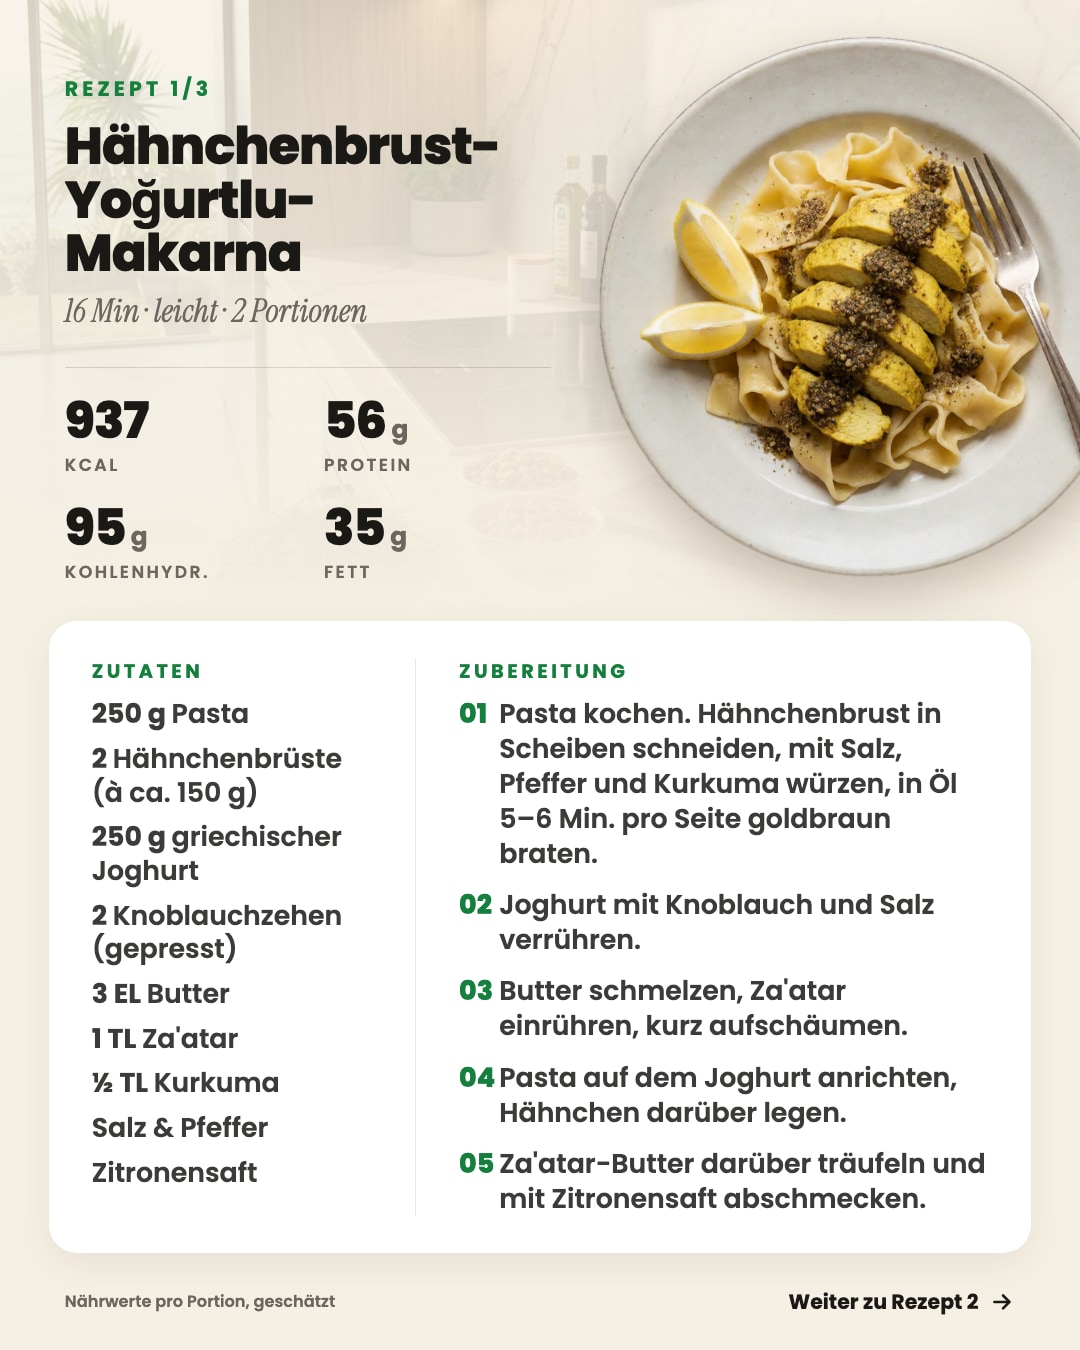 REZEPT 1/3
Hähnchenbrust-
Yoğurtlu-
Makarna
16 Min · leicht · 2 Portionen
937
KCAL
56 g
PROTEIN
95 g
KOHLENHYDR.
35 g
FETT
ZUTATEN
250 g Pasta
2 Hähnchenbrüste
(à ca. 150 g)
250 g griechischer
Joghurt
2 Knoblauchzehen
(gepresst)
3 EL Butter
1 TL Za'atar
½ TL Kurkuma
Salz & Pfeffer
Zitronensaft
ZUBEREITUNG
01 Pasta kochen. Hähnchenbrust in
Scheiben schneiden, mit Salz,
Pfeffer und Kurkuma würzen, in Öl
5–6 Min. pro Seite goldbraun
braten.
02 Joghurt mit Knoblauch und Salz
verrühren.
03 Butter schmelzen, Za'atar
einrühren, kurz aufschäumen.
04 Pasta auf dem Joghurt anrichten,
Hähnchen darüber legen.
05 Za'atar-Butter darüber träufeln und
mit Zitronensaft abschmecken.
Nährwerte pro Portion, geschätzt
Weiter zu Rezept 2 →